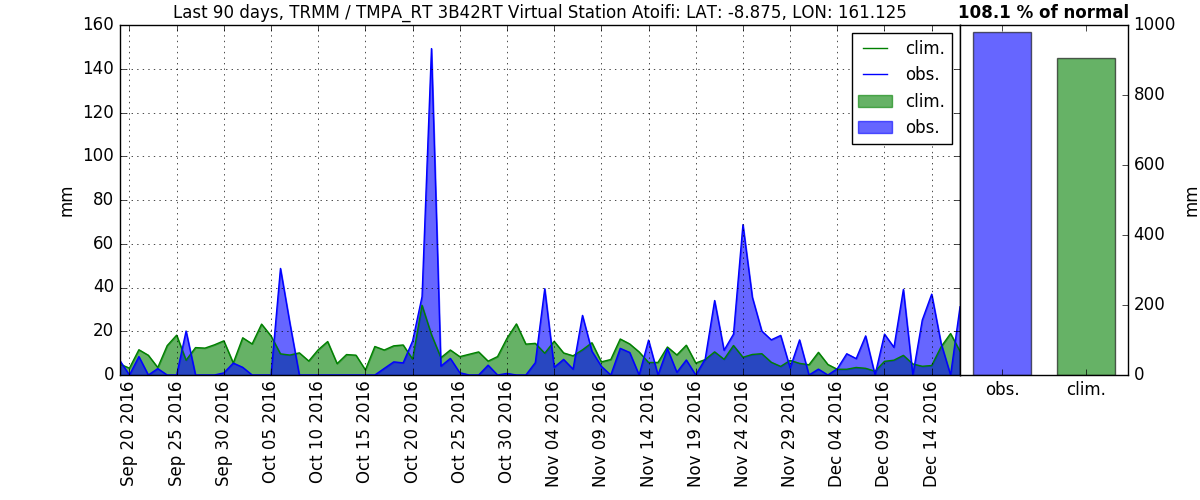 Last 90 days, TRMM / TMPA_RT 3B42RT Virtual Station Atoifi: LAT: -8.875, LON: 161.125
108.1 % of normal
160
140
120
100
80
60
40
20
0
mm
clim.
obs.
clim.
obs.
1000
800
600
400
200
0
mm
obs.
clim.
Sep 20 2016
Sep 25 2016
Sep 30 2016
Oct 05 2016
Oct 10 2016
Oct 15 2016
Oct 20 2016
Oct 25 2016
Oct 30 2016
Nov 04 2016
Nov 09 2016
Nov 14 2016
Nov 19 2016
Nov 24 2016
Nov 29 2016
Dec 04 2016
Dec 09 2016
Dec 14 2016